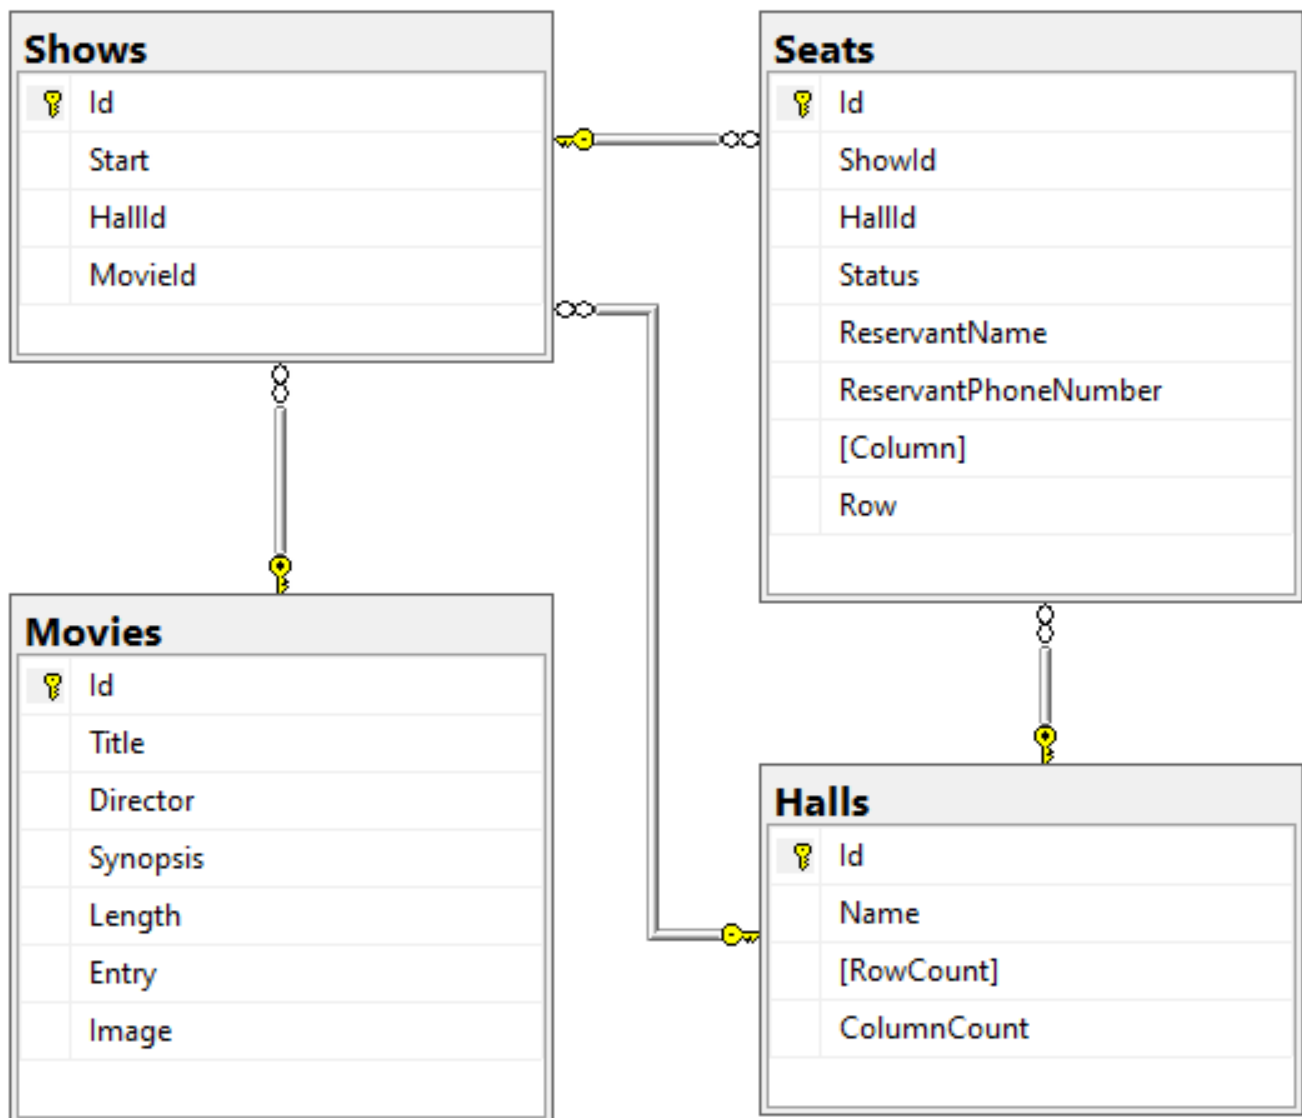 Shows
Id
Start
HallId
MovieId
Seats
Id
ShowId
HallId
Status
ReservantName
ReservantPhoneNumber
[Column]
Row
Movies
Id
Title
Director
Synopsis
Length
Entry
Image
Halls
Id
Name
[RowCount]
ColumnCount